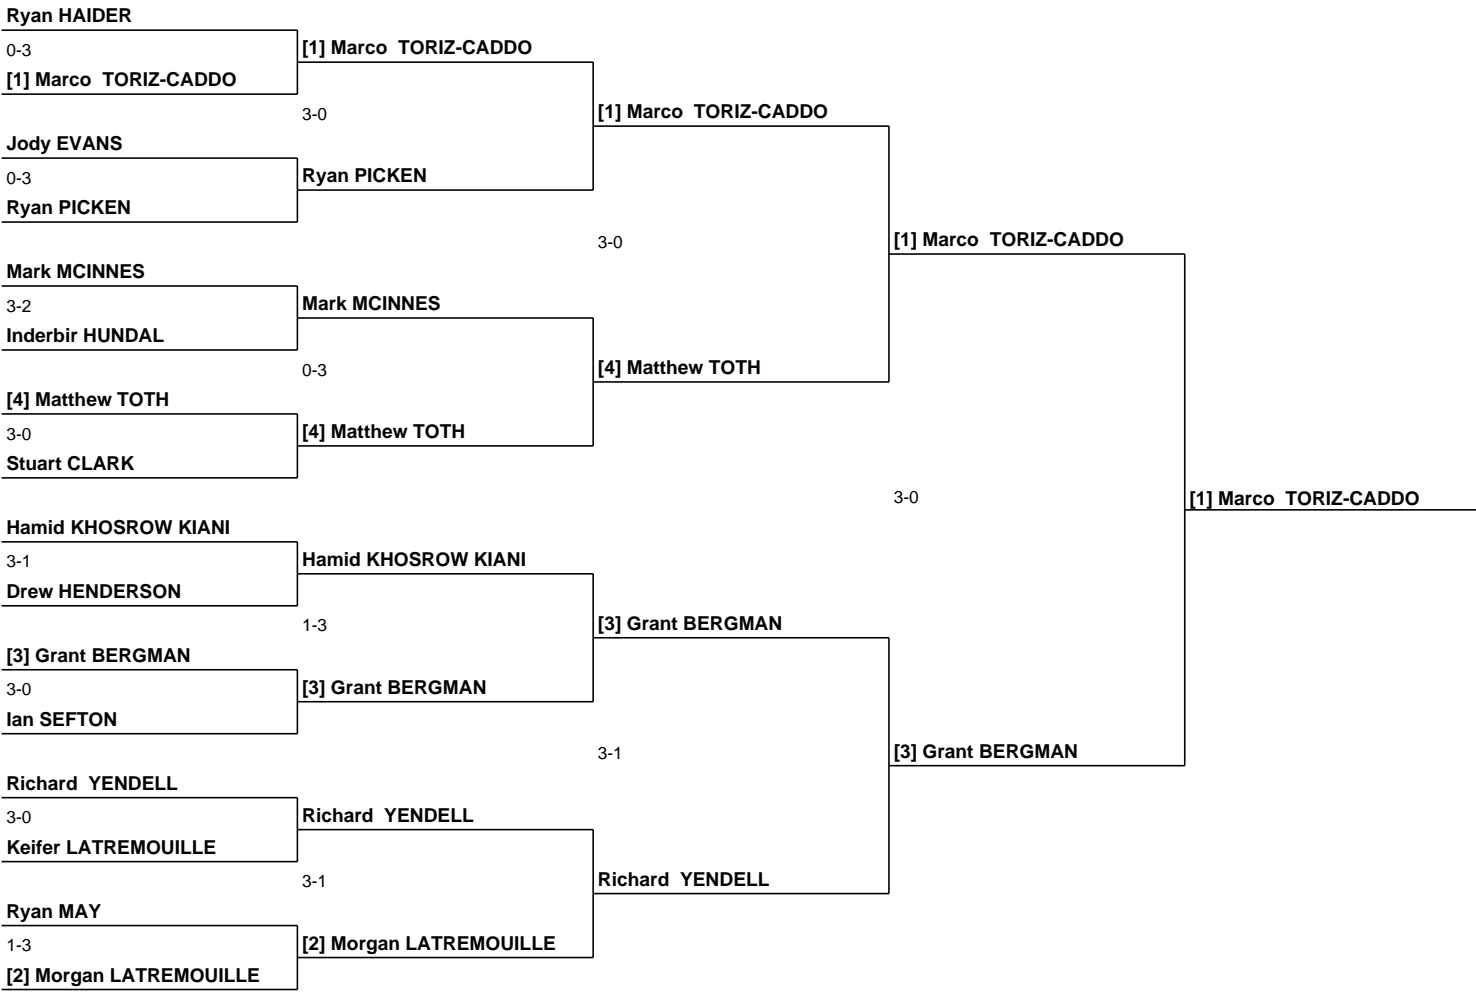 Ryan HAIDER
0-3
[1] Marco  TORIZ-CADDO
Jody EVANS
0-3
Ryan PICKEN
Mark MCINNES
3-2
Inderbir HUNDAL
[4] Matthew TOTH
3-0
Stuart CLARK
Hamid KHOSROW KIANI
3-1
Drew HENDERSON
[3] Grant BERGMAN
3-0
Ian SEFTON
Richard  YENDELL
3-0
Keifer LATREMOUILLE
Ryan MAY
1-3
[2] Morgan LATREMOUILLE
[1] Marco  TORIZ-CADDO
3-0
Ryan PICKEN
Mark MCINNES
0-3
[4] Matthew TOTH
Hamid KHOSROW KIANI
1-3
[3] Grant BERGMAN
Richard  YENDELL
3-1
[2] Morgan LATREMOUILLE
[1] Marco  TORIZ-CADDO
3-0
[4] Matthew TOTH
[3] Grant BERGMAN
3-1
Richard  YENDELL
[1] Marco  TORIZ-CADDO
3-0
[3] Grant BERGMAN
[1] Marco  TORIZ-CADDO